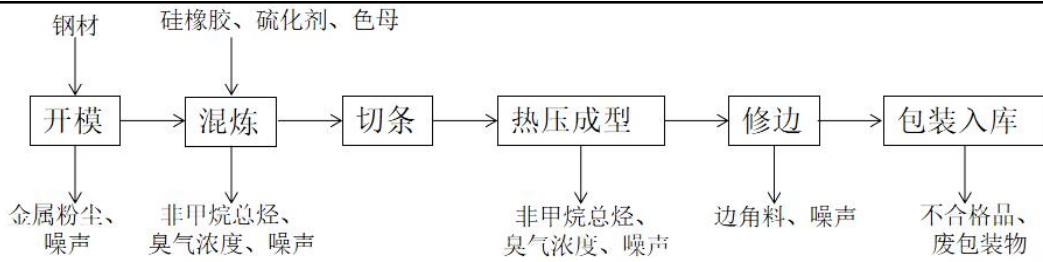 钢材
硅橡胶、硫化剂、色母
开模
混炼
切条
热压成型
修边
包装入库
金属粉尘、
噪声
非甲烷总烃、
臭气浓度、噪声
非甲烷总烃、
臭气浓度、噪声
边角料、噪声
不合格品、
废包装物